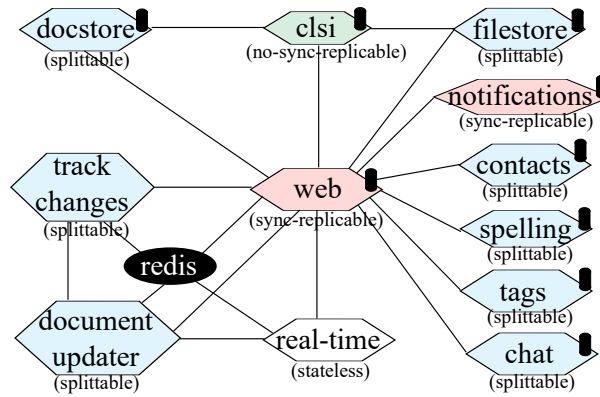 docstore
(splittable)
clsi
(no-sync-replicable)
filestore
(splittable)
notifications
(sync-replicable)
track
changes
(splittable)
web
(sync-replicable)
contacts
(splittable)
spelling
(splittable)
redis
tags
(splittable)
document
updater
(splittable)
real-time
(stateless)
chat
(splittable)